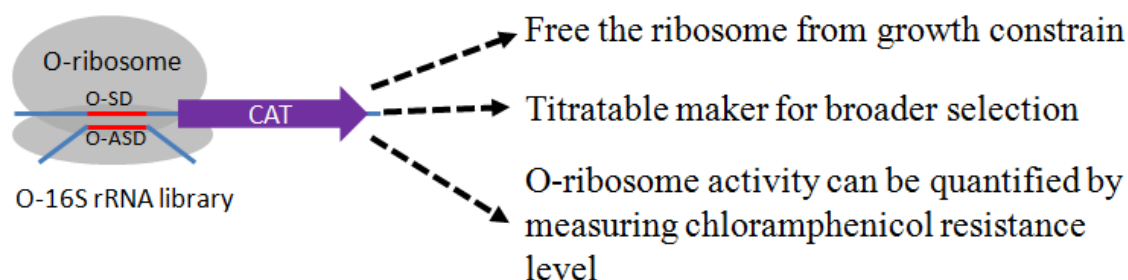 O-ribosome
O-SD
CAT
O-ASD
O-16S rRNA library
Free the ribosome from growth constrain
Titratable maker for broader selection
O-ribosome activity can be quantified by
measuring chloramphenicol resistance
level